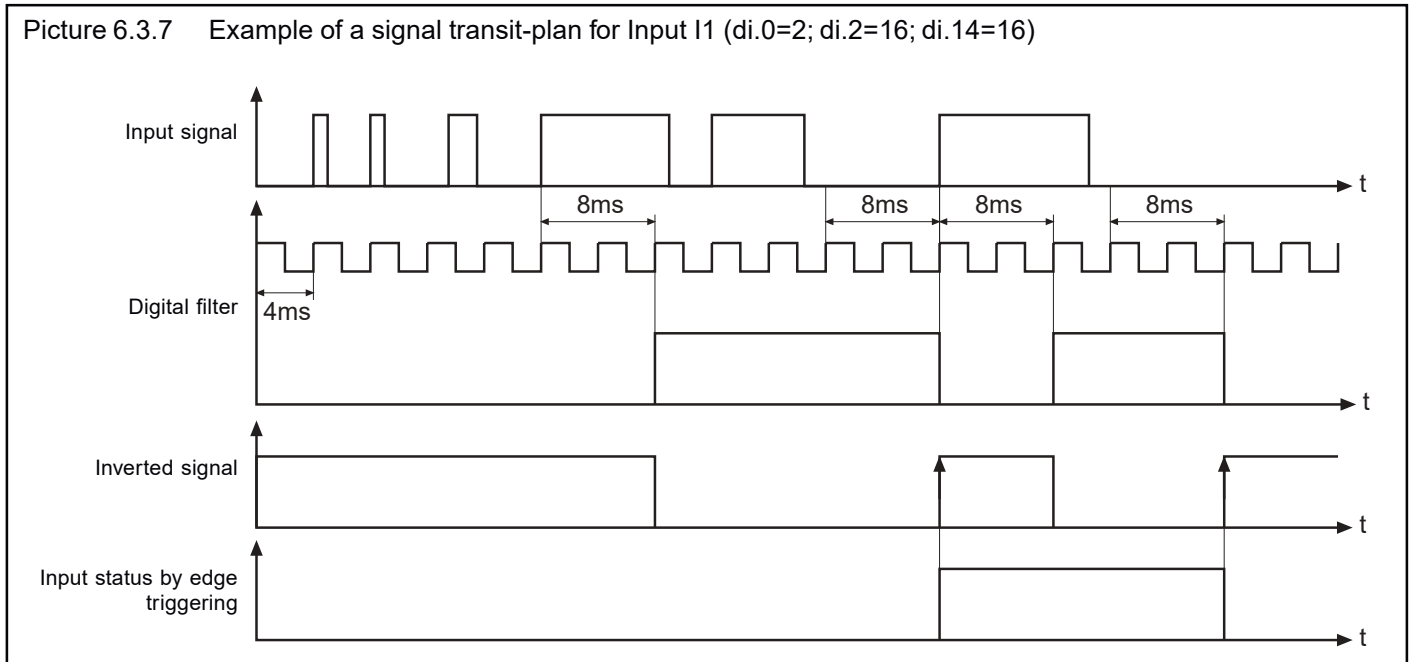 Picture 6.3.7 Example of a signal transit-plan for Input I1 (di.0=2; di.2=16; di.14=16)
Input signal
t
8ms 8ms 8ms 8ms
Digital filter
4ms
t
Inverted signal
t
Input status by edge
triggering
t